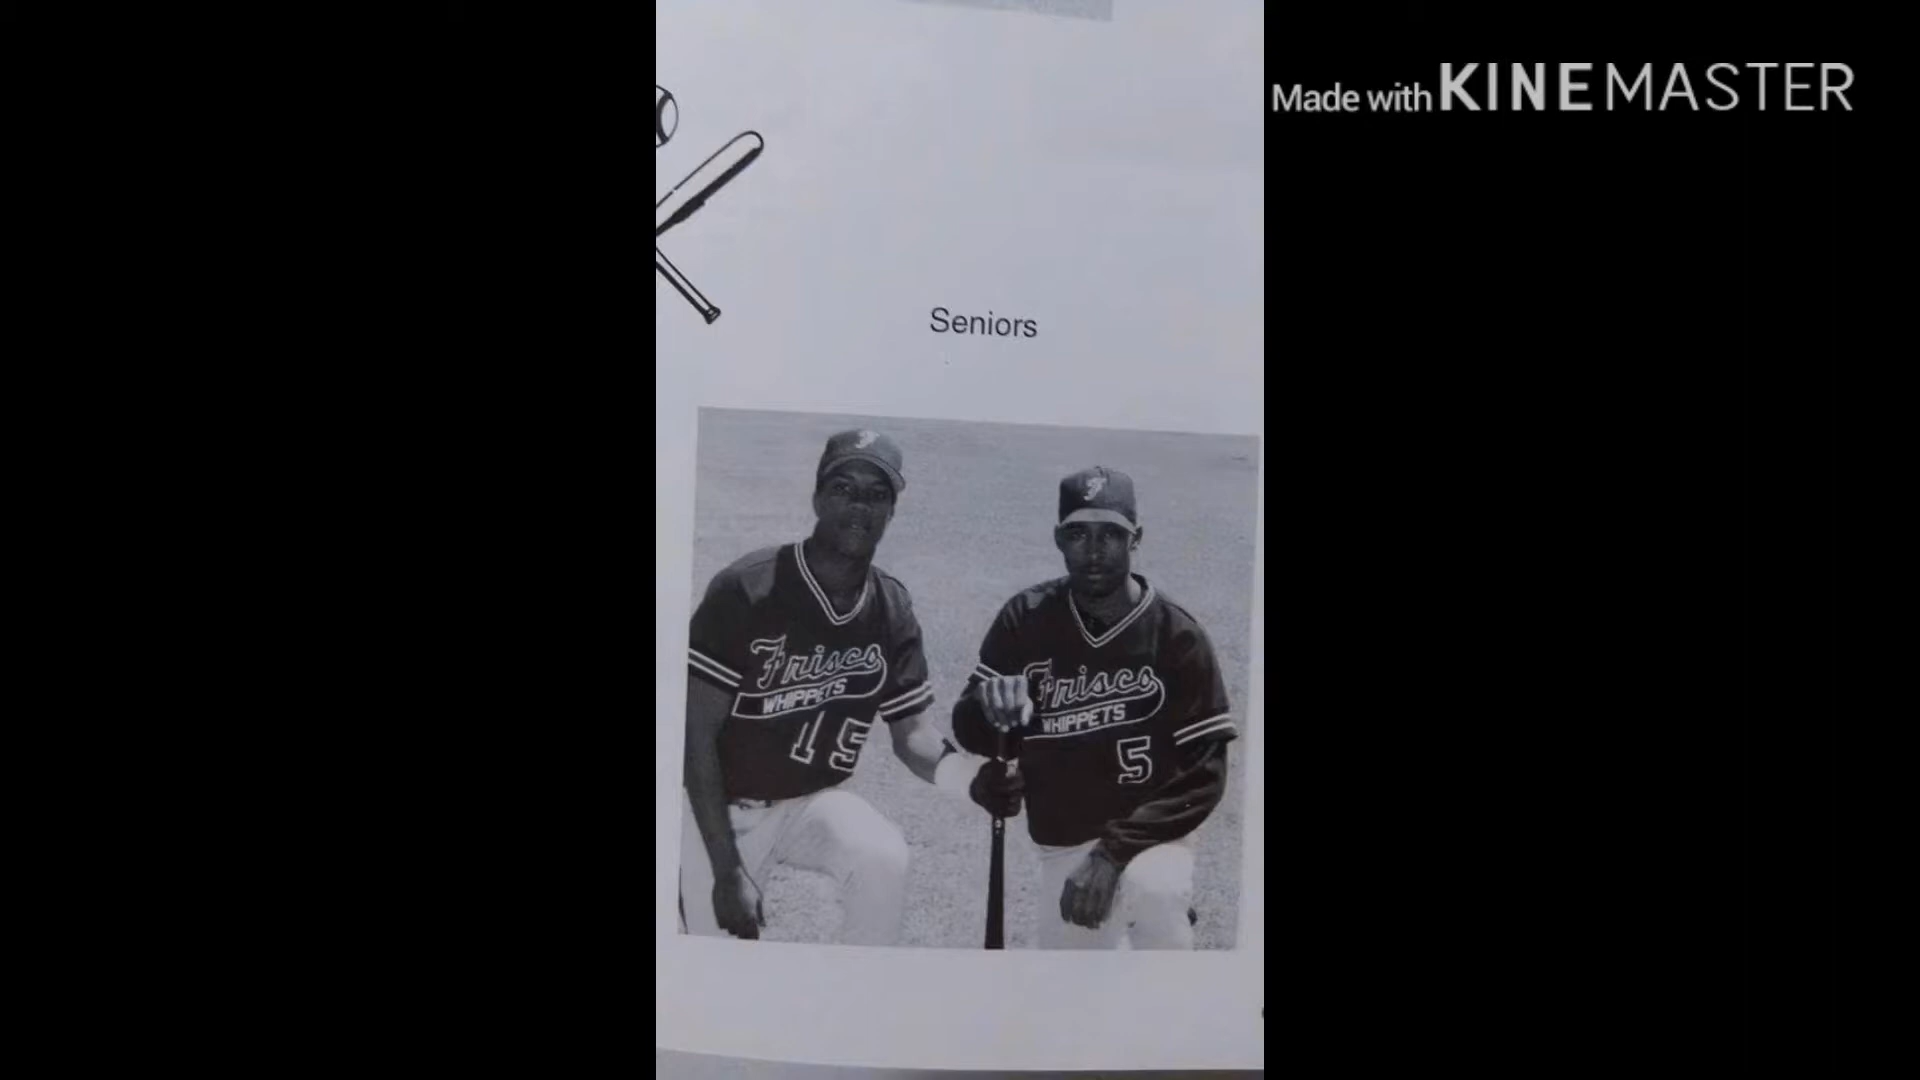 Made with KINEMASTER
Seniors
F
F
Frisco
WHIPPETS
15
Frisco
WHIPPETS
5